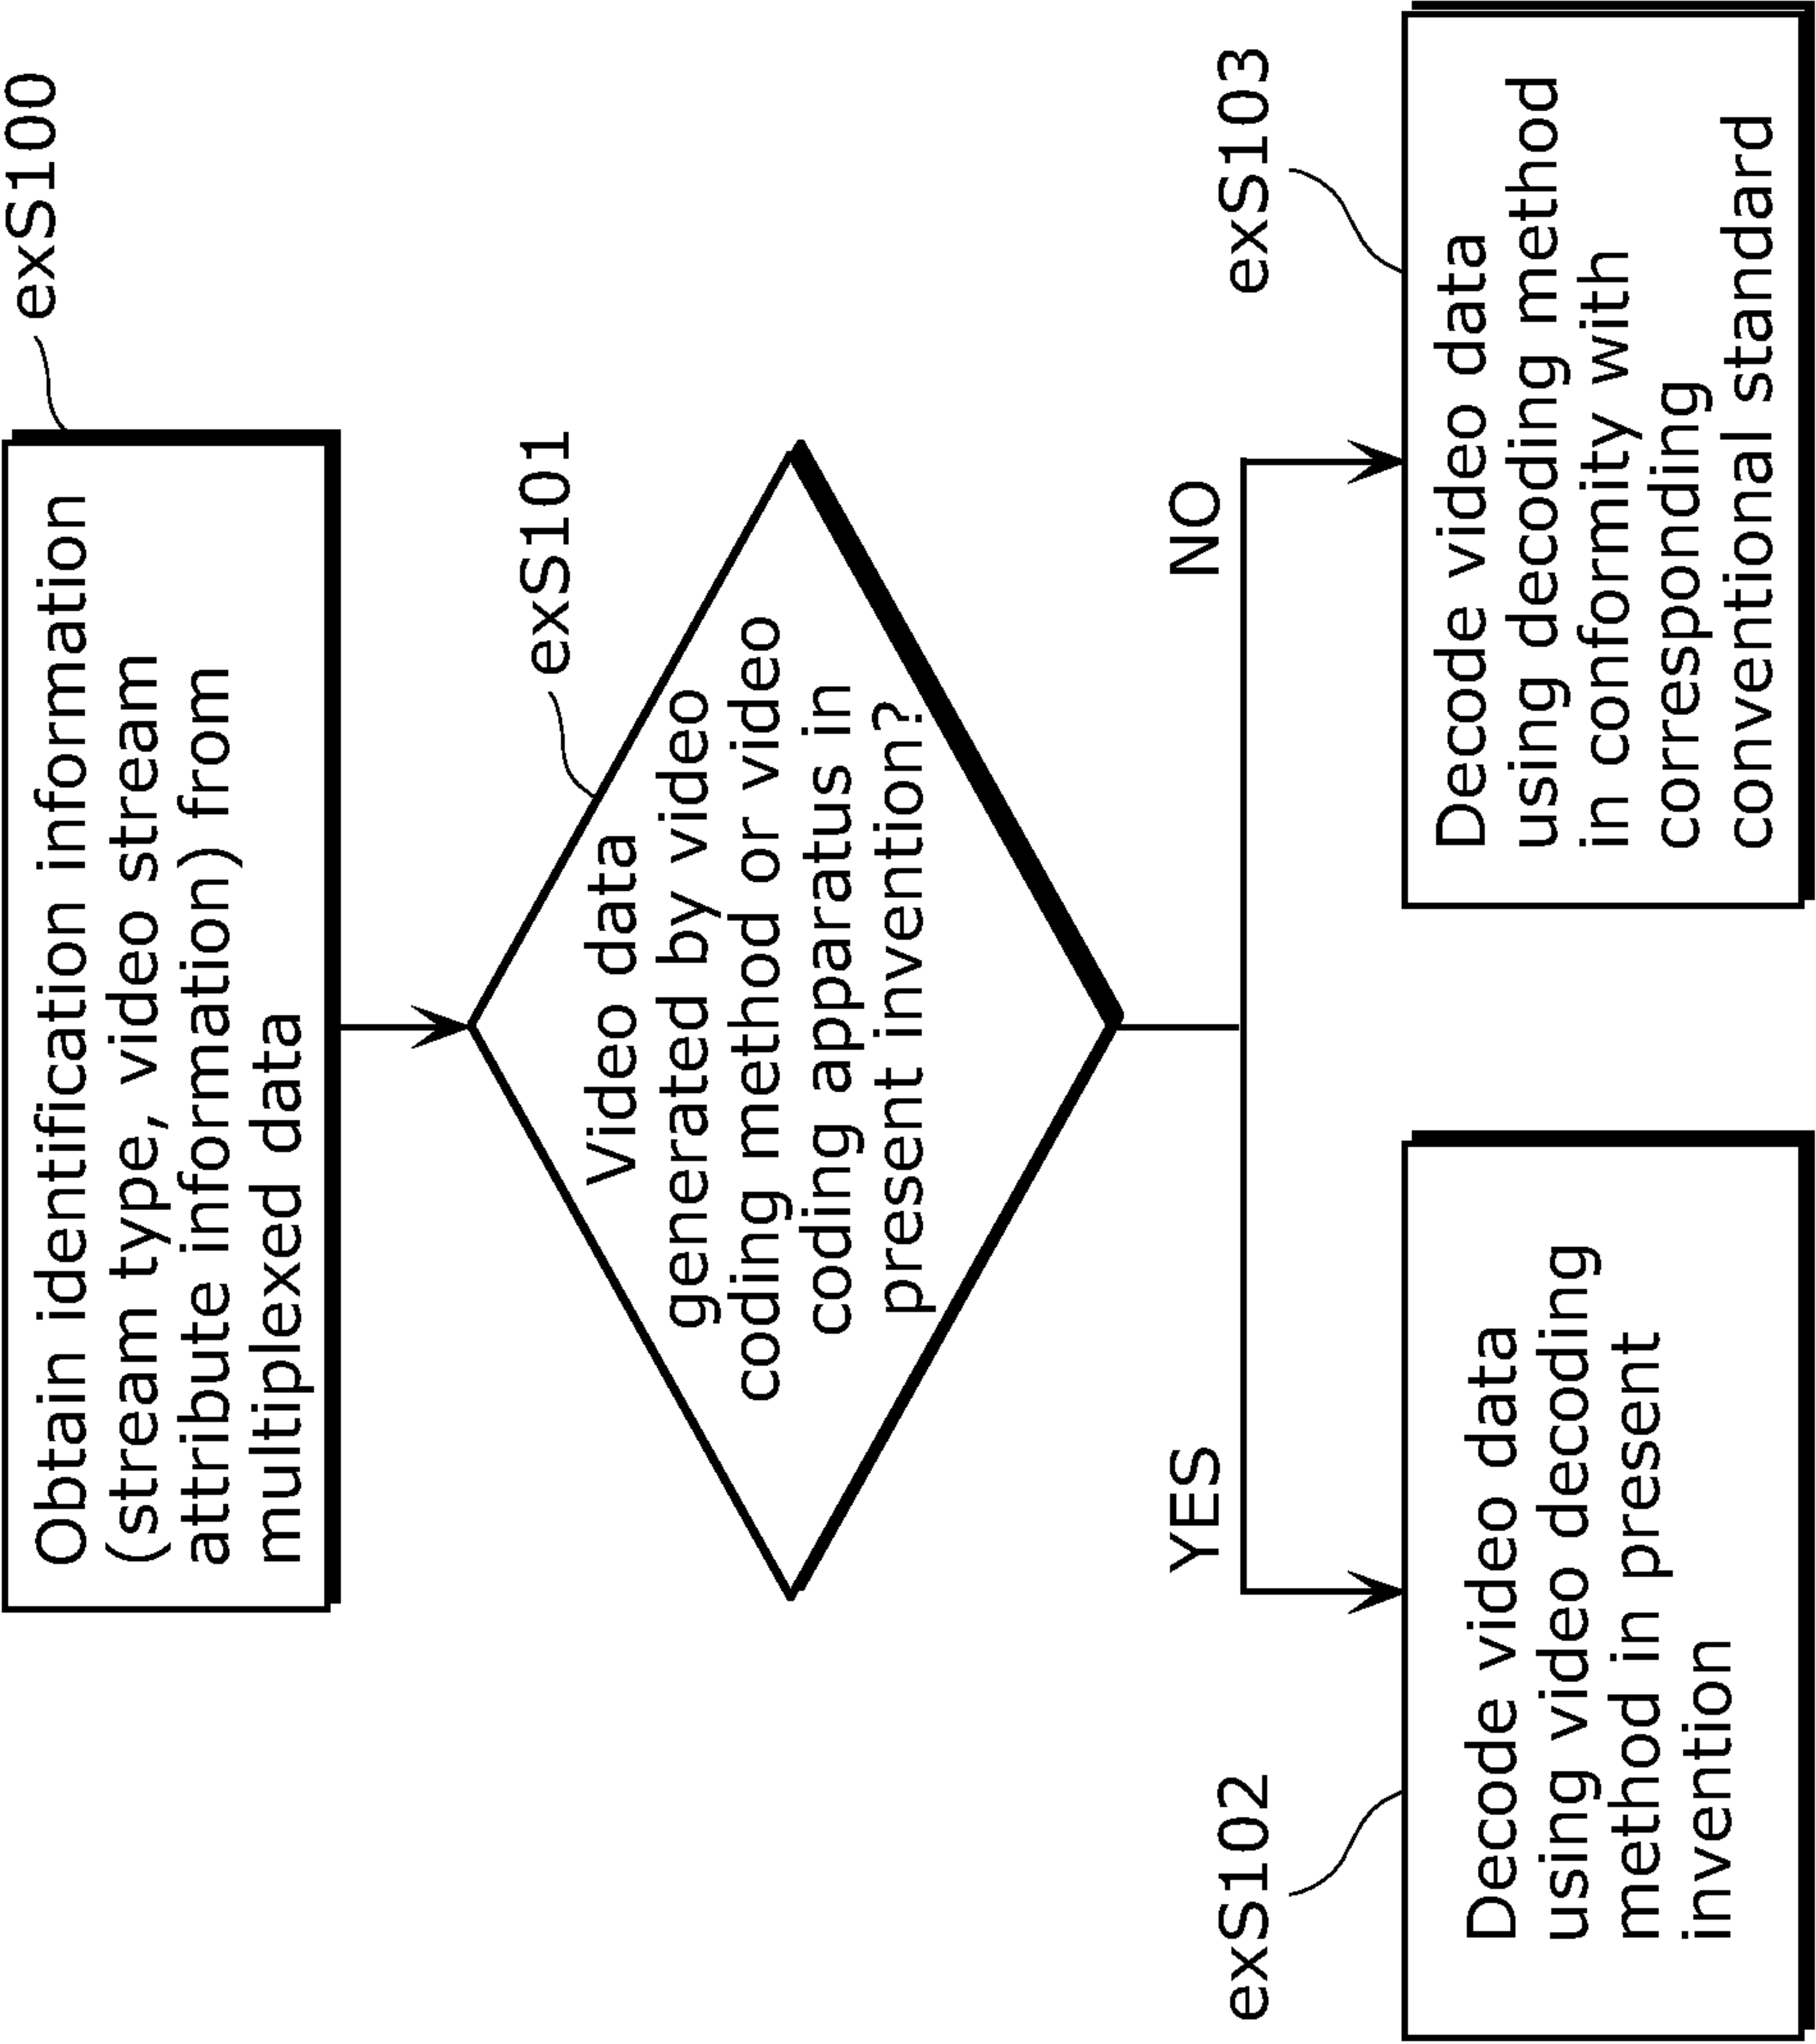 exS100
Obtain identification information
(stream type, video stream
attribute information) from
multiplexed data
exS101
Video data
generated by video
coding method or video
coding apparatus in
present invention?
YES
NO
exS102
exS103
Decode video data
using video decoding
method in present
invention
Decode video data
using decoding method
in conformity with
corresponding
conventional standard